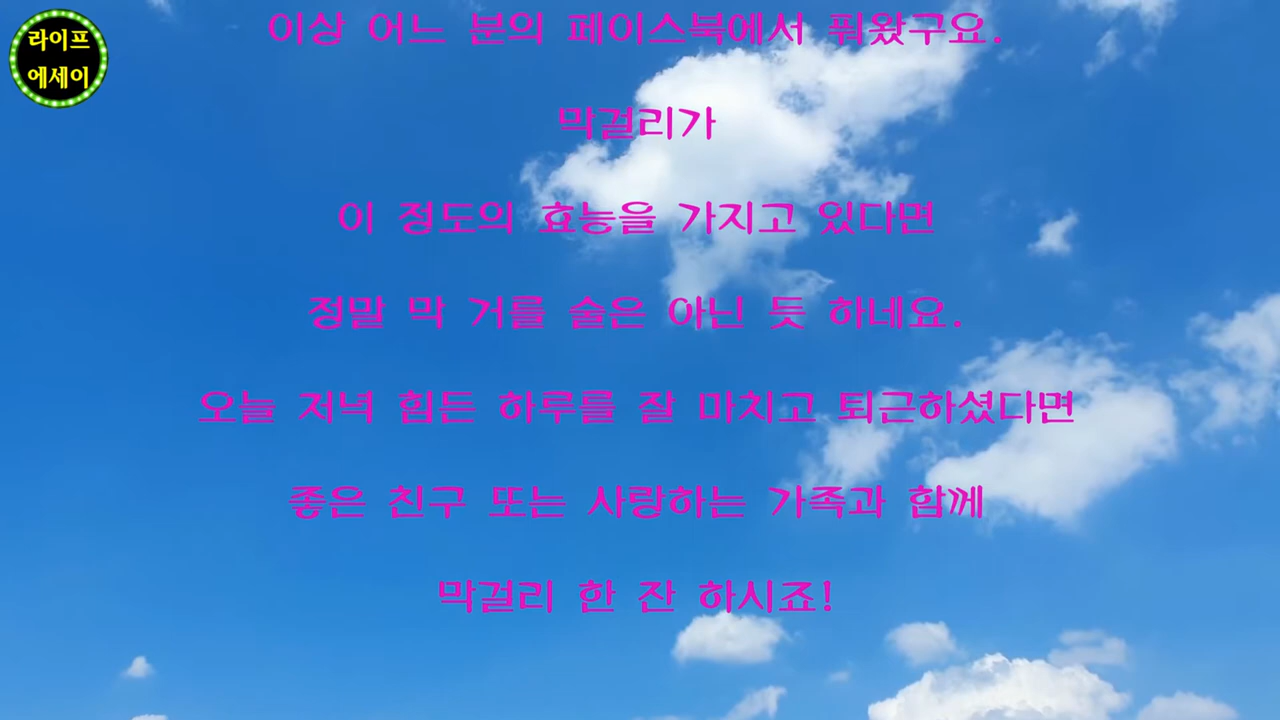 라이프
에세이
이상 어느 분의 페이스북에서 퓌왔구요.
막걸리가
이 정도의 효능을 가지고 있다면
정말 막 거를 술은 아닌 듯 하네요.
오늘 저녁 힘든 하루를 잘 마치고 퇴근하셨다면
좋은 친구 또는 사랑하는 가족과 함께
막걸리 한 잔 하시죠!